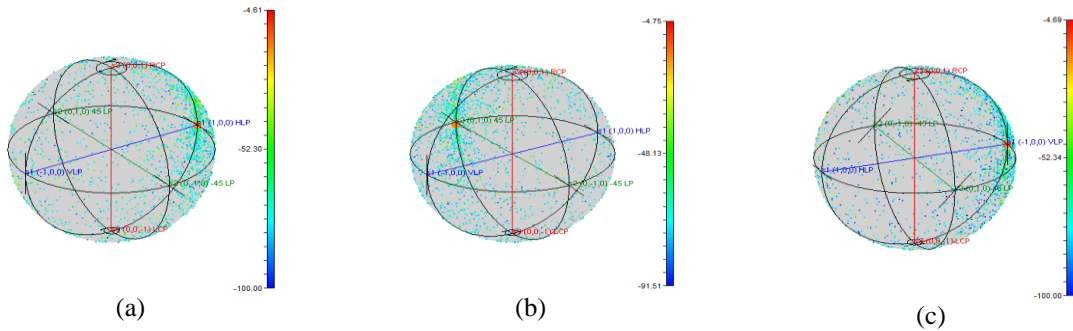 -4.61
-52.30
-100.00
(0,0,1) RCP
(0,1,0) 45 LP
(1,0,0) HLP
(-1,0,0) VLP
(0,-1,0) -45 LP
(0,0,-1) LCP
(a)
-4.75
-48.13
-91.51
(0,0,1) RCP
(0,1,0) 45 LP
(1,0,0) HLP
(-1,0,0) VLP
(0,-1,0) -45 LP
(0,0,-1) LCP
(b)
-4.69
-52.34
-100.00
(0,0,1) RCP
(0,-1,0) -45 LP
(-1,0,0) VLP
(1,0,0) HLP
(0,1,0) 45 LP
(0,0,-1) LCP
(c)